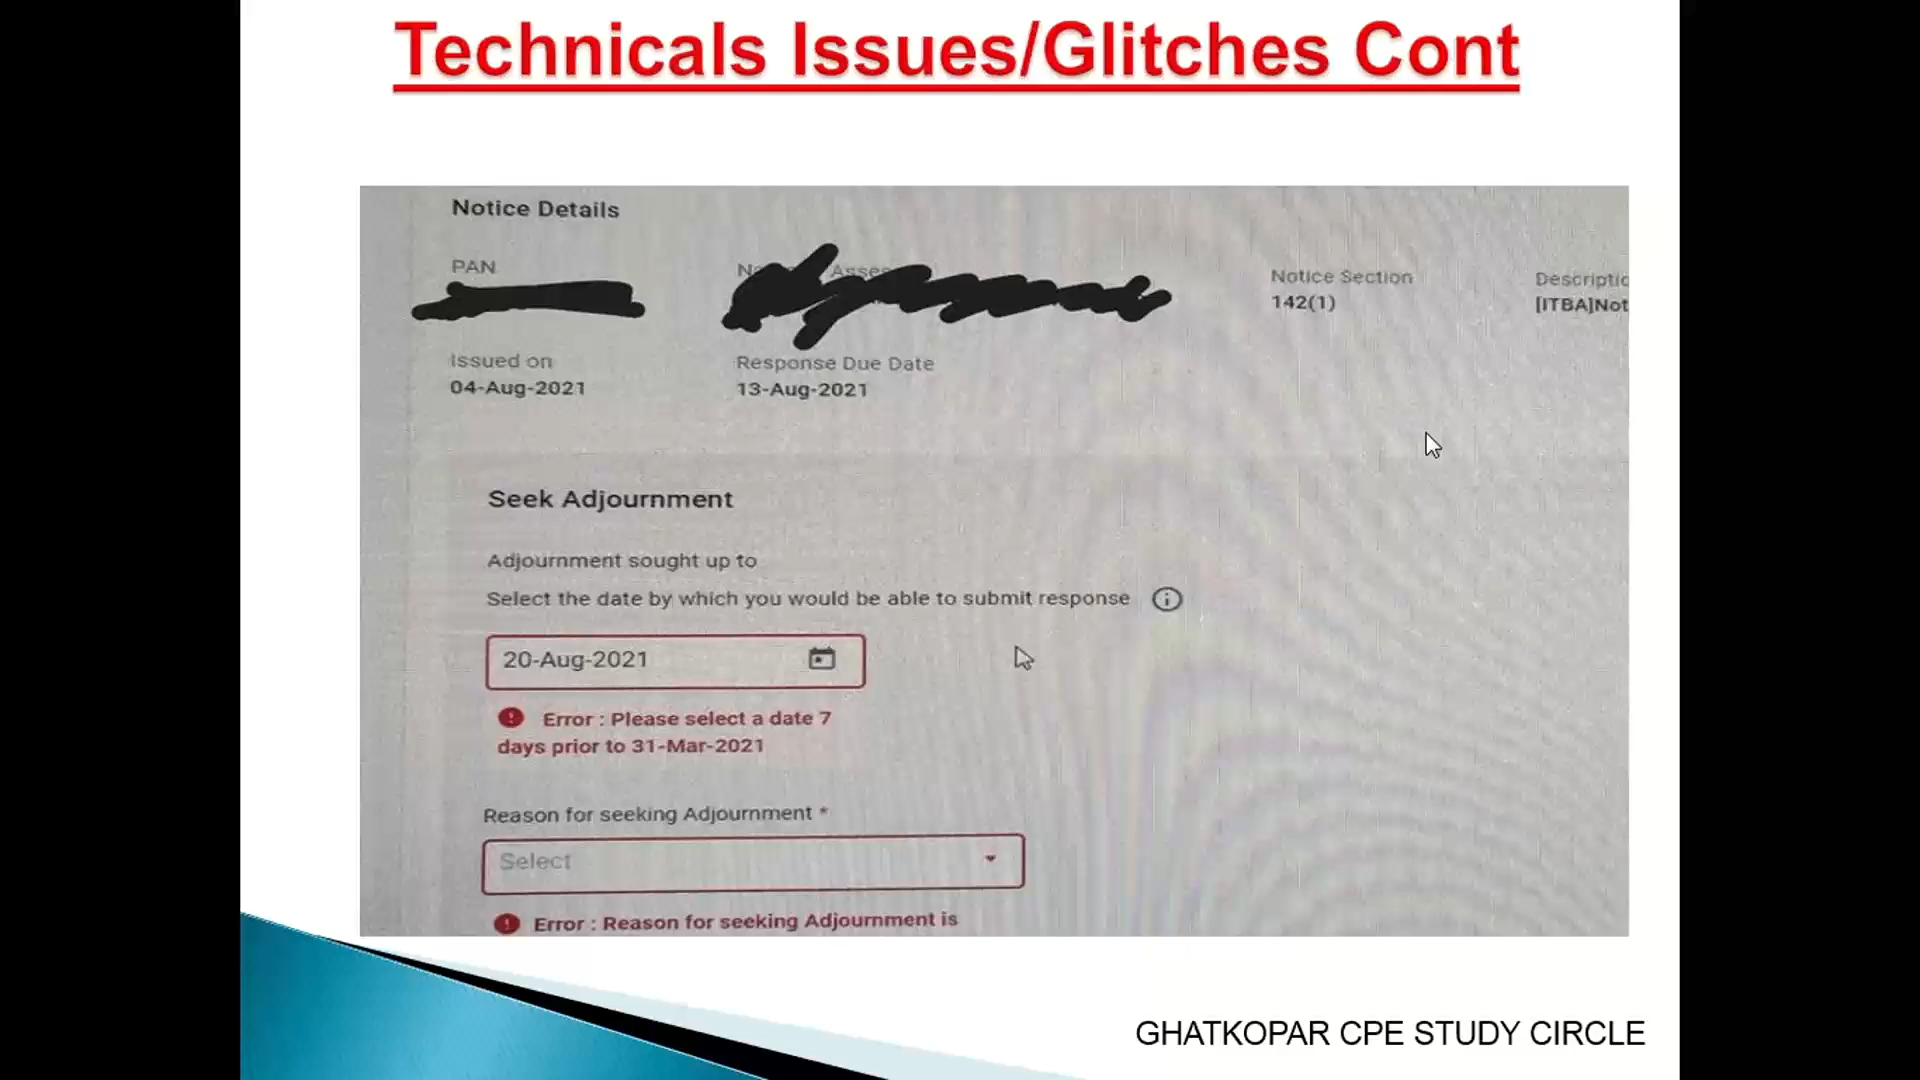 Technicals Issues/Glitches Cont
Notice Details
PAN
Notice Section
142(1)
[ITBA]Not
Issued on
04-Aug-2021
Response Due Date
13-Aug-2021
Seek Adjournment
Adjournment sought up to
Select the date by which you would be able to submit response
20-Aug-2021
Error : Please select a date 7
days prior to 31-Mar-2021
Reason for seeking Adjournment *
Select
Error : Reason for seeking Adjournment is
GHATKOPAR CPE STUDY CIRCLE